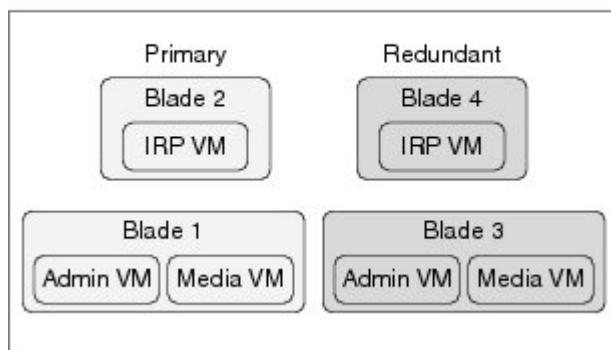 Primary
Redundant
Blade 2
Blade 4
IRP VM
IRP VM
Blade 1
Blade 3
Admin VM
Media VM
Admin VM
Media VM